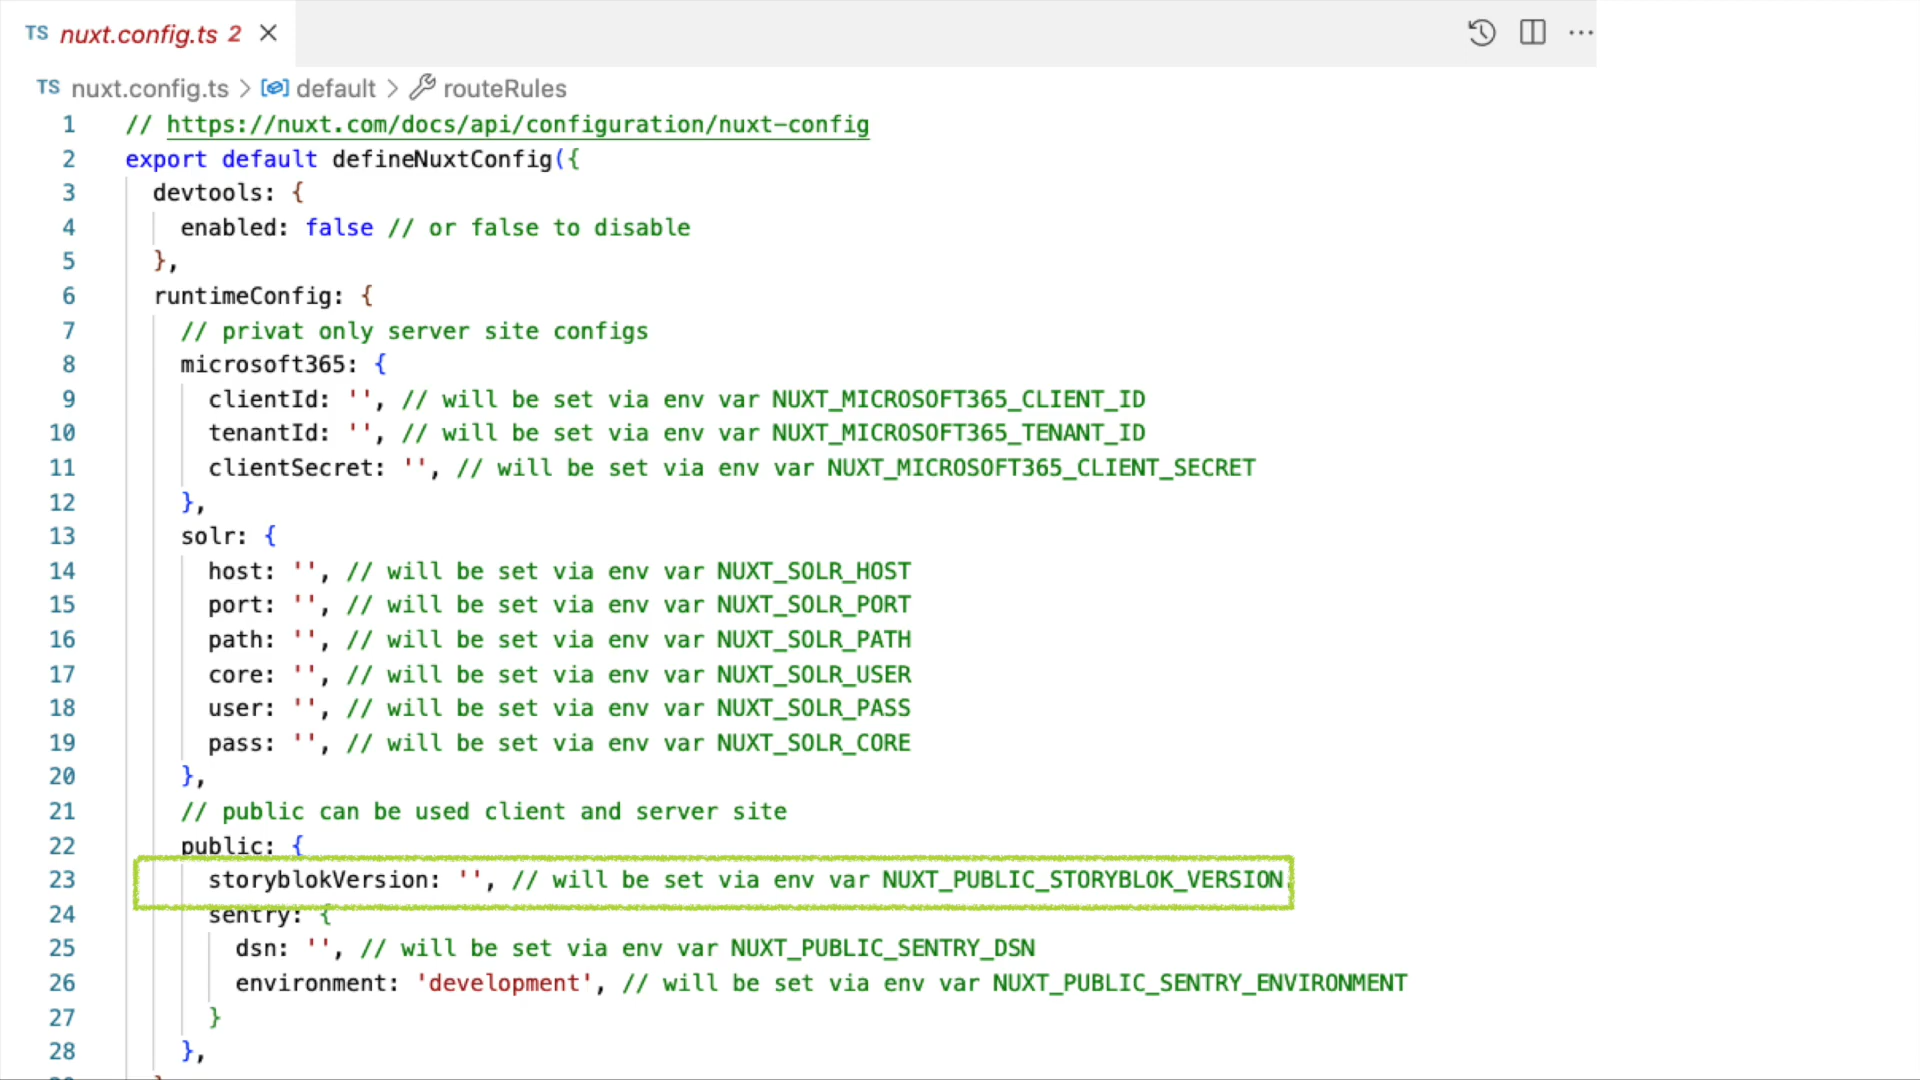 TS nuxt.config.ts 2
TS nuxt.config.ts > default > routeRules
1 // https://nuxt.com/docs/api/configuration/nuxt-config
2 export default defineNuxtConfig({
3 devtools: {
4 enabled: false // or false to disable
5 },
6 runtimeConfig: {
7 // privat only server site configs
8 microsoft365: {
9 clientId: '', // will be set via env var NUXT_MICROSOFT365_CLIENT_ID
10 tenantId: '', // will be set via env var NUXT_MICROSOFT365_TENANT_ID
11 clientSecret: '', // will be set via env var NUXT_MICROSOFT365_CLIENT_SECRET
12 },
13 solr: {
14 host: '', // will be set via env var NUXT_SOLR_HOST
15 port: '', // will be set via env var NUXT_SOLR_PORT
16 path: '', // will be set via env var NUXT_SOLR_PATH
17 core: '', // will be set via env var NUXT_SOLR_USER
18 user: '', // will be set via env var NUXT_SOLR_PASS
19 pass: '', // will be set via env var NUXT_SOLR_CORE
20 },
21 // public can be used client and server site
22 public: {
23 storyblokVersion: '', // will be set via env var NUXT_PUBLIC_STORYBLOK_VERSION
24 sentry: {
25 dsn: '', // will be set via env var NUXT_PUBLIC_SENTRY_DSN
26 environment: 'development', // will be set via env var NUXT_PUBLIC_SENTRY_ENVIRONMENT
27 }
28 },